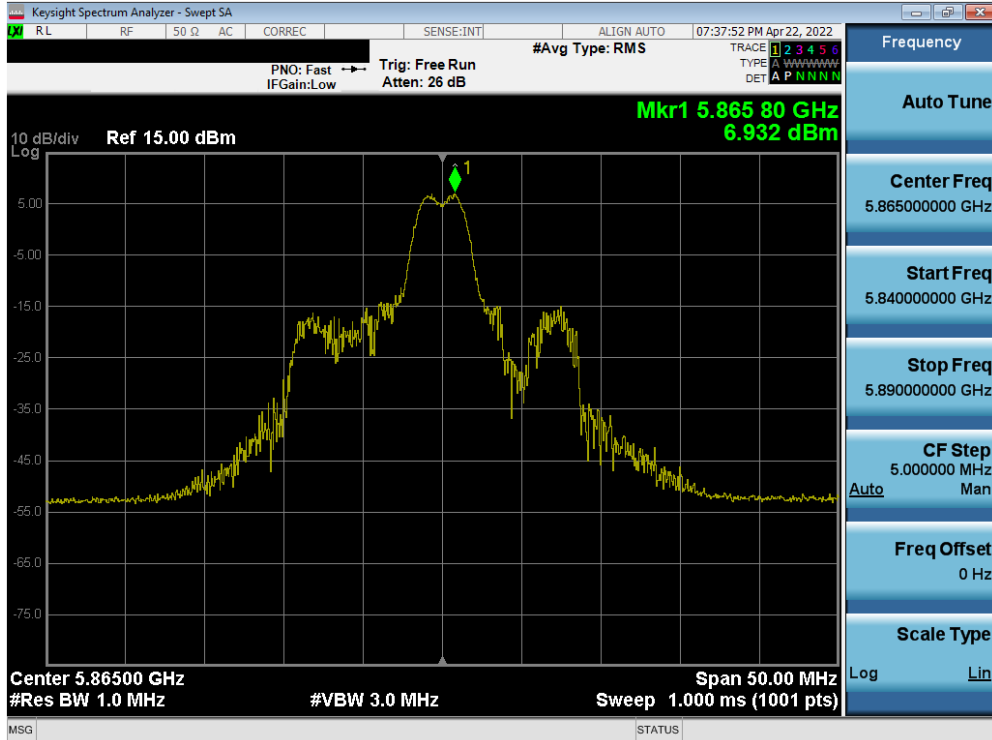 Keysight Spectrum Analyzer - Swept SA
LXI RL RF 50 Ω AC CORREC SENSE:INT ALIGN AUTO 07:37:52 PM Apr 22, 2022
#Avg Type: RMS
TRACE 1 2 3 4 5 6
TYPE A WWWWW
DET A P N N N N
PNO: Fast Trig: Free Run
IFGain:Low Atten: 26 dB
Mkr1 5.865 80 GHz
6.932 dBm
10 dB/div Ref 15.00 dBm
Log
1
5.00
-5.00
-15.0
-25.0
-35.0
-45.0
-55.0
-65.0
-75.0
Center 5.86500 GHz Span 50.00 MHz
#Res BW 1.0 MHz #VBW 3.0 MHz Sweep 1.000 ms (1001 pts)
MSG STATUS
Frequency
Auto Tune
Center Freq
5.865000000 GHz
Start Freq
5.840000000 GHz
Stop Freq
5.890000000 GHz
CF Step
5.000000 MHz
Auto Man
Freq Offset
0 Hz
Scale Type
Log Lin